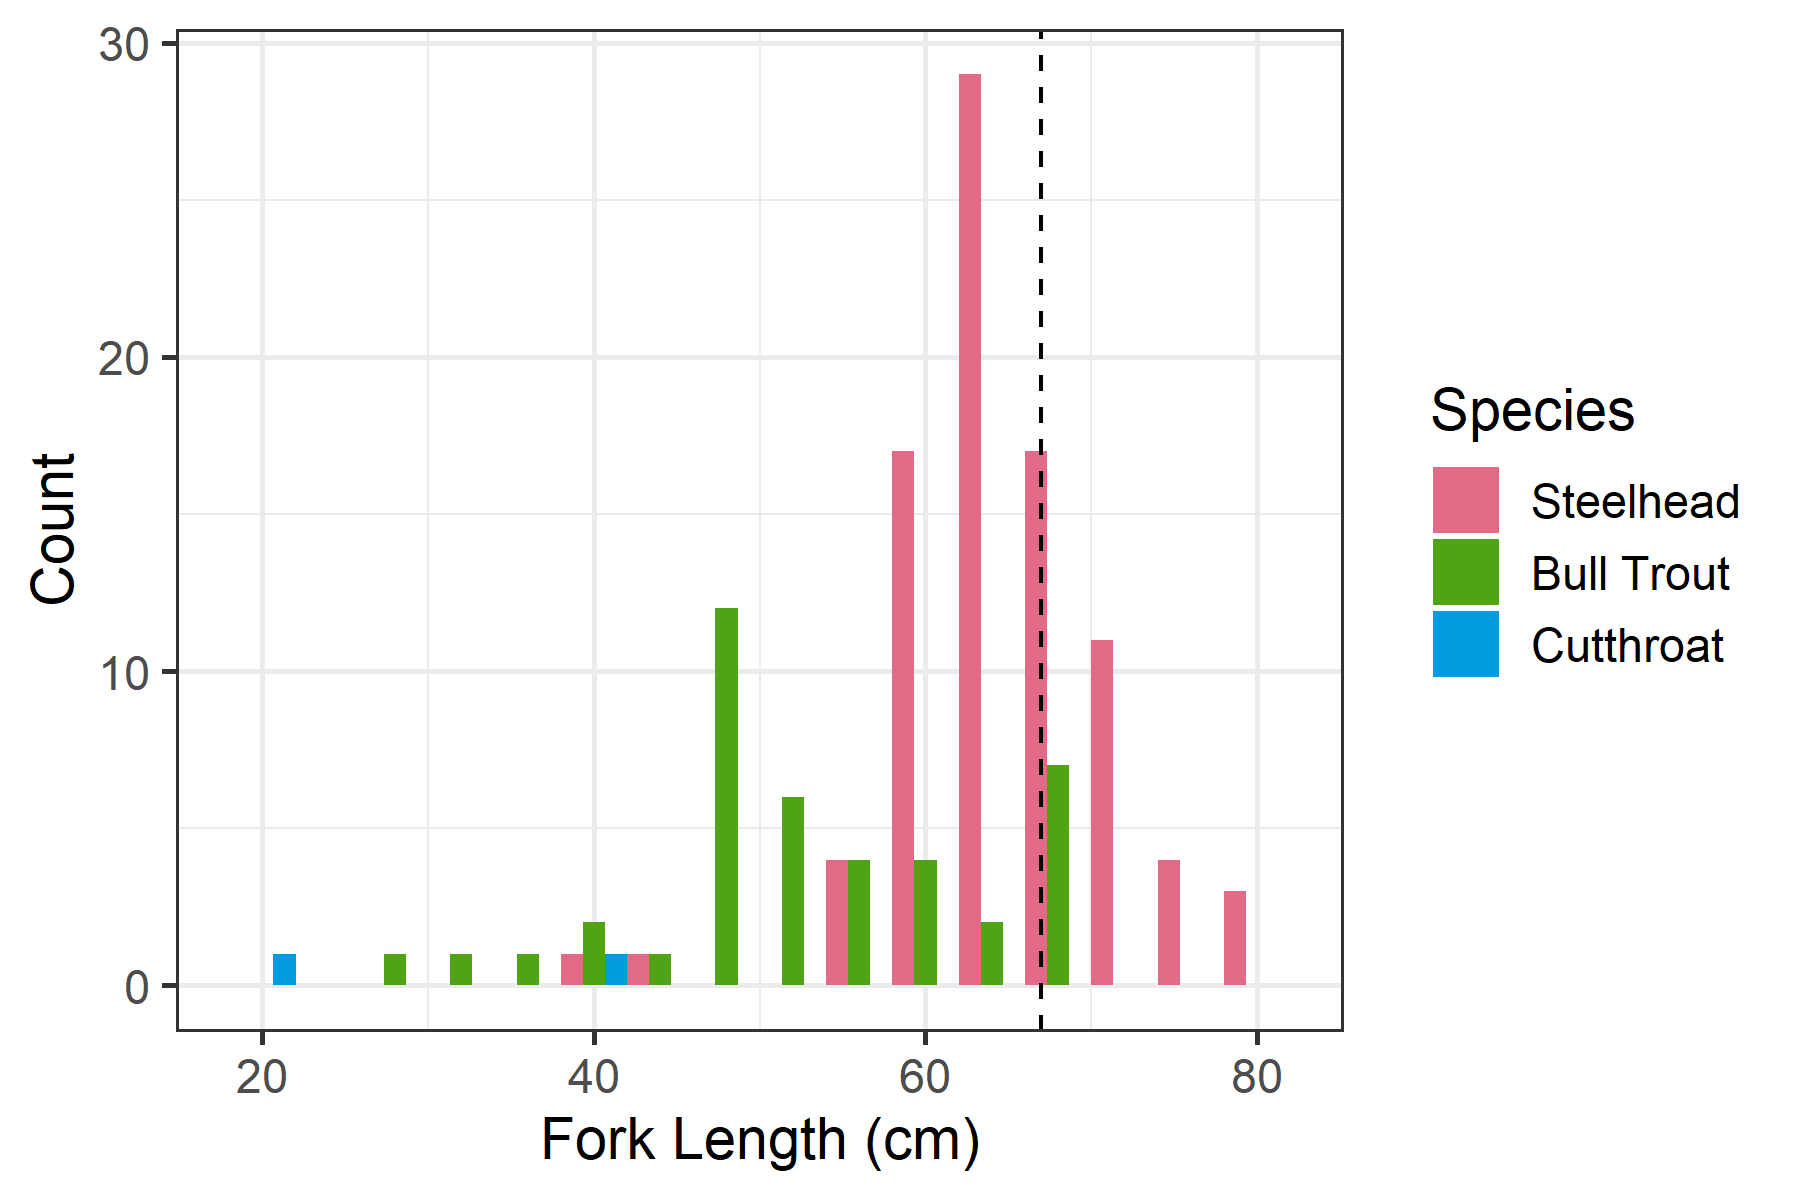 30
20
10
0
Count
20 40 60 80
Fork Length (cm)
Species
Steelhead
Bull Trout
Cutthroat